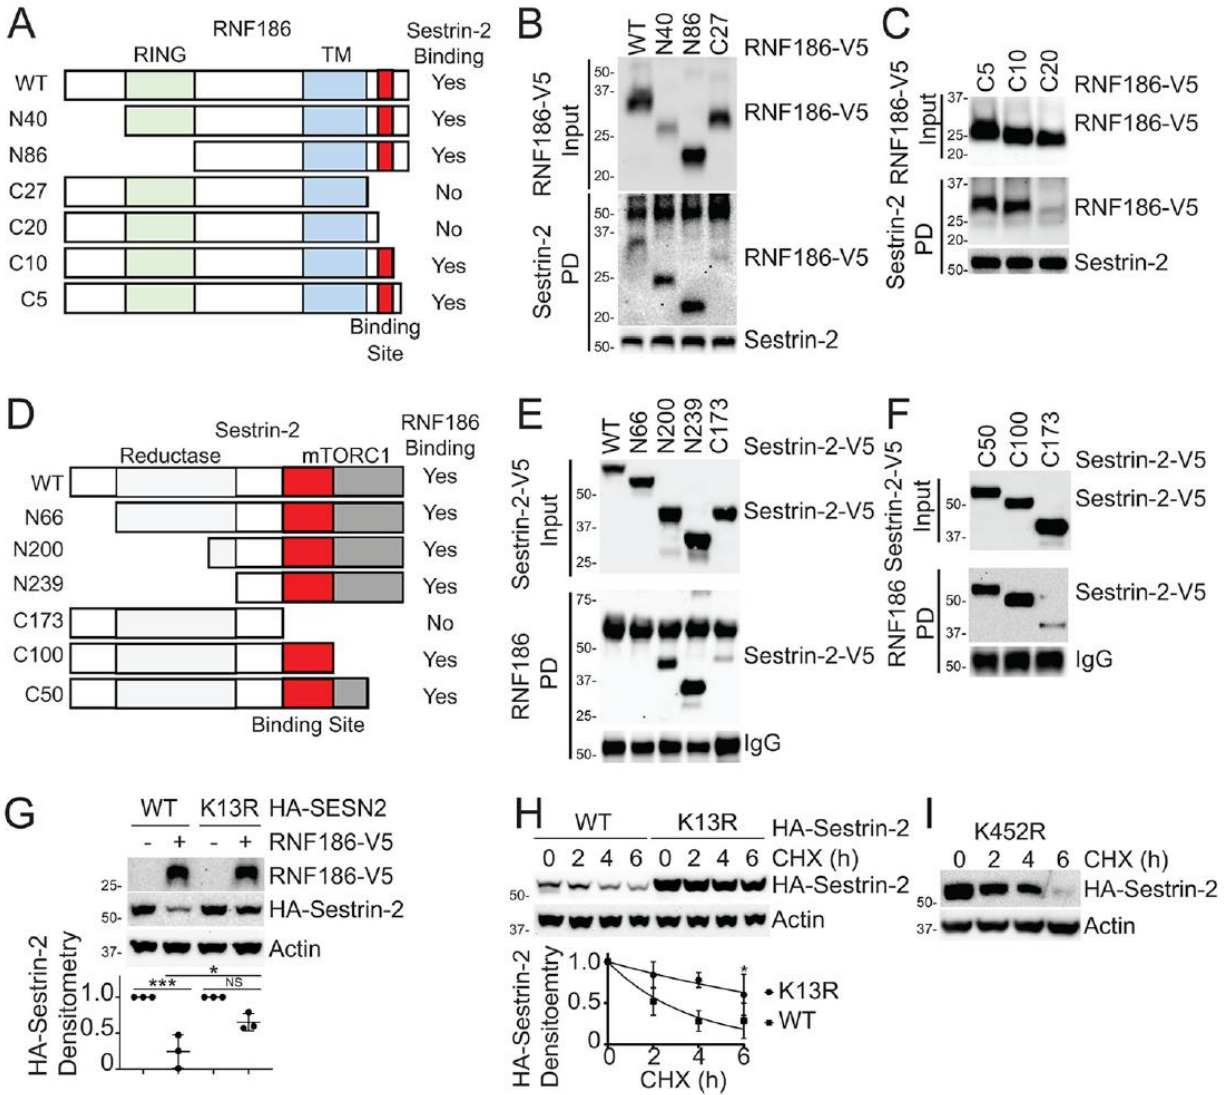 A
RNF186
Sestrin-2
Binding
RING
TM
WT
Yes
N40
Yes
N86
Yes
C27
No
C20
No
C10
Yes
C5
Yes
Binding
Site
B
WT
N40
N86
C27
RNF186-V5
50-
37-
25-
20-
RNF186-V5
Input
RNF186-V5
50-
37-
25-
20-
Sestrin-2
PD
RNF186-V5
50-
Sestrin-2
C
C5
C10
C20
RNF186-V5
37-
25-
20-
RNF186-V5
Input
RNF186-V5
37-
25-
20-
Sestrin-2
PD
RNF186-V5
50-
Sestrin-2
D
Sestrin-2
RNF186
Binding
Reductase
mTORC1
WT
Yes
N66
Yes
N200
Yes
N239
Yes
C173
No
C100
Yes
C50
Yes
Binding Site
E
WT
N66
N200
N239
C173
Sestrin-2-V5
50-
37-
25-
Sestrin-2-V5
Input
Sestrin-2-V5
75-
50-
37-
25-
RNF186
PD
Sestrin-2-V5
50-
IgG
F
C50
C100
C173
Sestrin-2-V5
50-
37-
Sestrin-2-V5
Input
Sestrin-2-V5
50-
37-
RNF186
PD
Sestrin-2-V5
50-
IgG
G
WT K13R HA-SESN2
- + - + RNF186-V5
25-
RNF186-V5
50-
HA-Sestrin-2
37-
Actin
HA-Sestrin-2
Densitometry
1.0
0.5
0
***
*
NS
H
WT K13R HA-Sestrin-2
0 2 4 6 0 2 4 6 CHX (h)
50-
HA-Sestrin-2
37-
Actin
HA-Sestrin-2
Densitoemtry
1.0
0.5
0
*
K13R
WT
0 2 4 6
CHX (h)
I
K452R
0 2 4 6 CHX (h)
50-
HA-Sestrin-2
37-
Actin